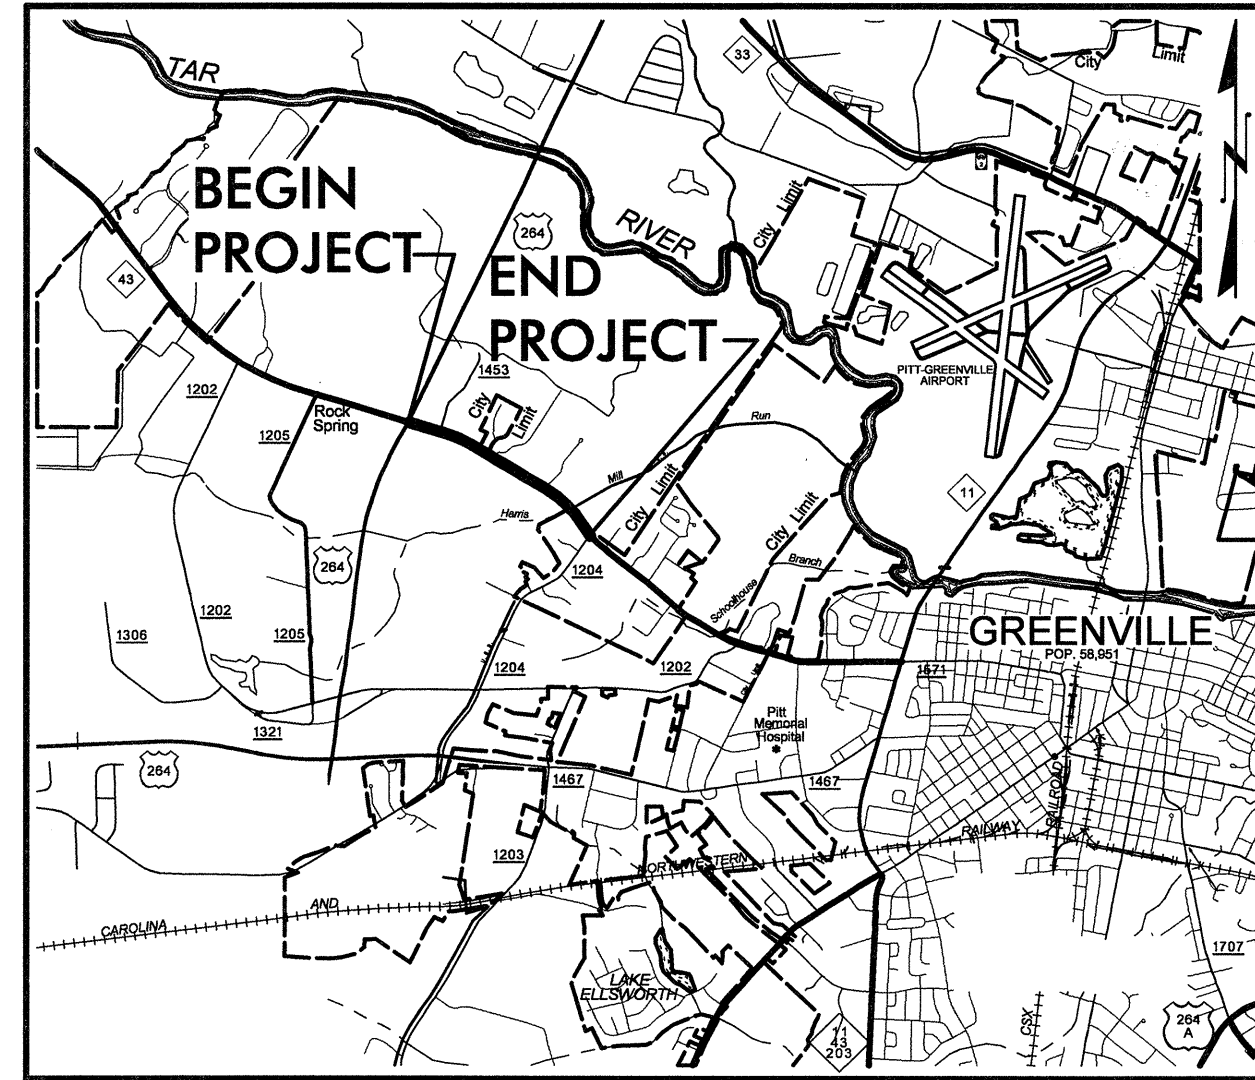 33
City
Limit
TAR
BEGIN
PROJECT
264
RIVER
City Limit
43
END
PROJECT
PITT-GREENVILLE
AIRPORT
1453
1202
City
Limit
Rock
Spring
1205
Run
Mill
City Limit
11
Harris
City Limit
264
1204
Branch
Schoolhouse
1202
1306
1205
GREENVILLE
POP. 58,951
1204
1202
1571
1321
Pitt
Memorial
Hospital
264
1467
1467
RAILROAD
RAILWAY
1203
NORTHWESTERN
AND
CAROLINA
1707
LAKE
ELLSWORTH
11
43
203
CSX
264
A